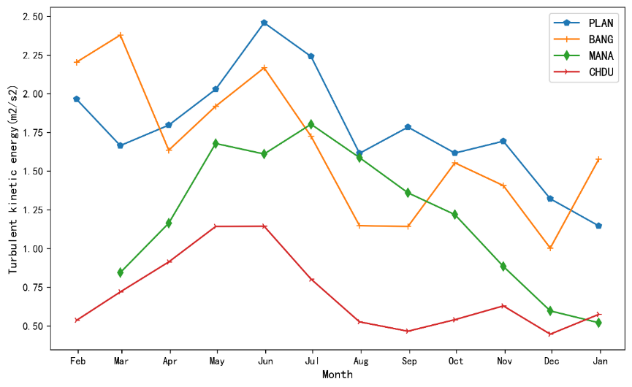 2.50
2.25
2.00
1.75
1.50
1.25
1.00
0.75
0.50
Turbulent kinetic energy(m2/s2)
PLAN
BANG
MANA
CHDU
Feb Mar Apr May Jun Jul Aug Sep Oct Nov Dec Jan
Month